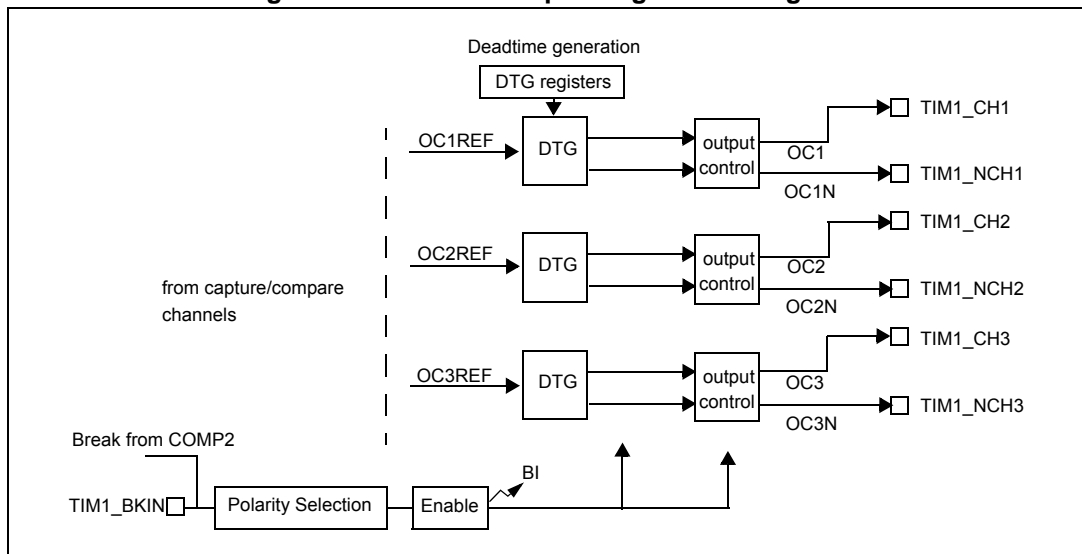 Deadtime generation
DTG registers
OC1REF
DTG
output
control
OC1
OC1N
TIM1_CH1
TIM1_NCH1
OC2REF
DTG
output
control
OC2
OC2N
TIM1_CH2
TIM1_NCH2
from capture/compare
channels
OC3REF
DTG
output
control
OC3
OC3N
TIM1_CH3
TIM1_NCH3
Break from COMP2
TIM1_BKIN
Polarity Selection
Enable
BI